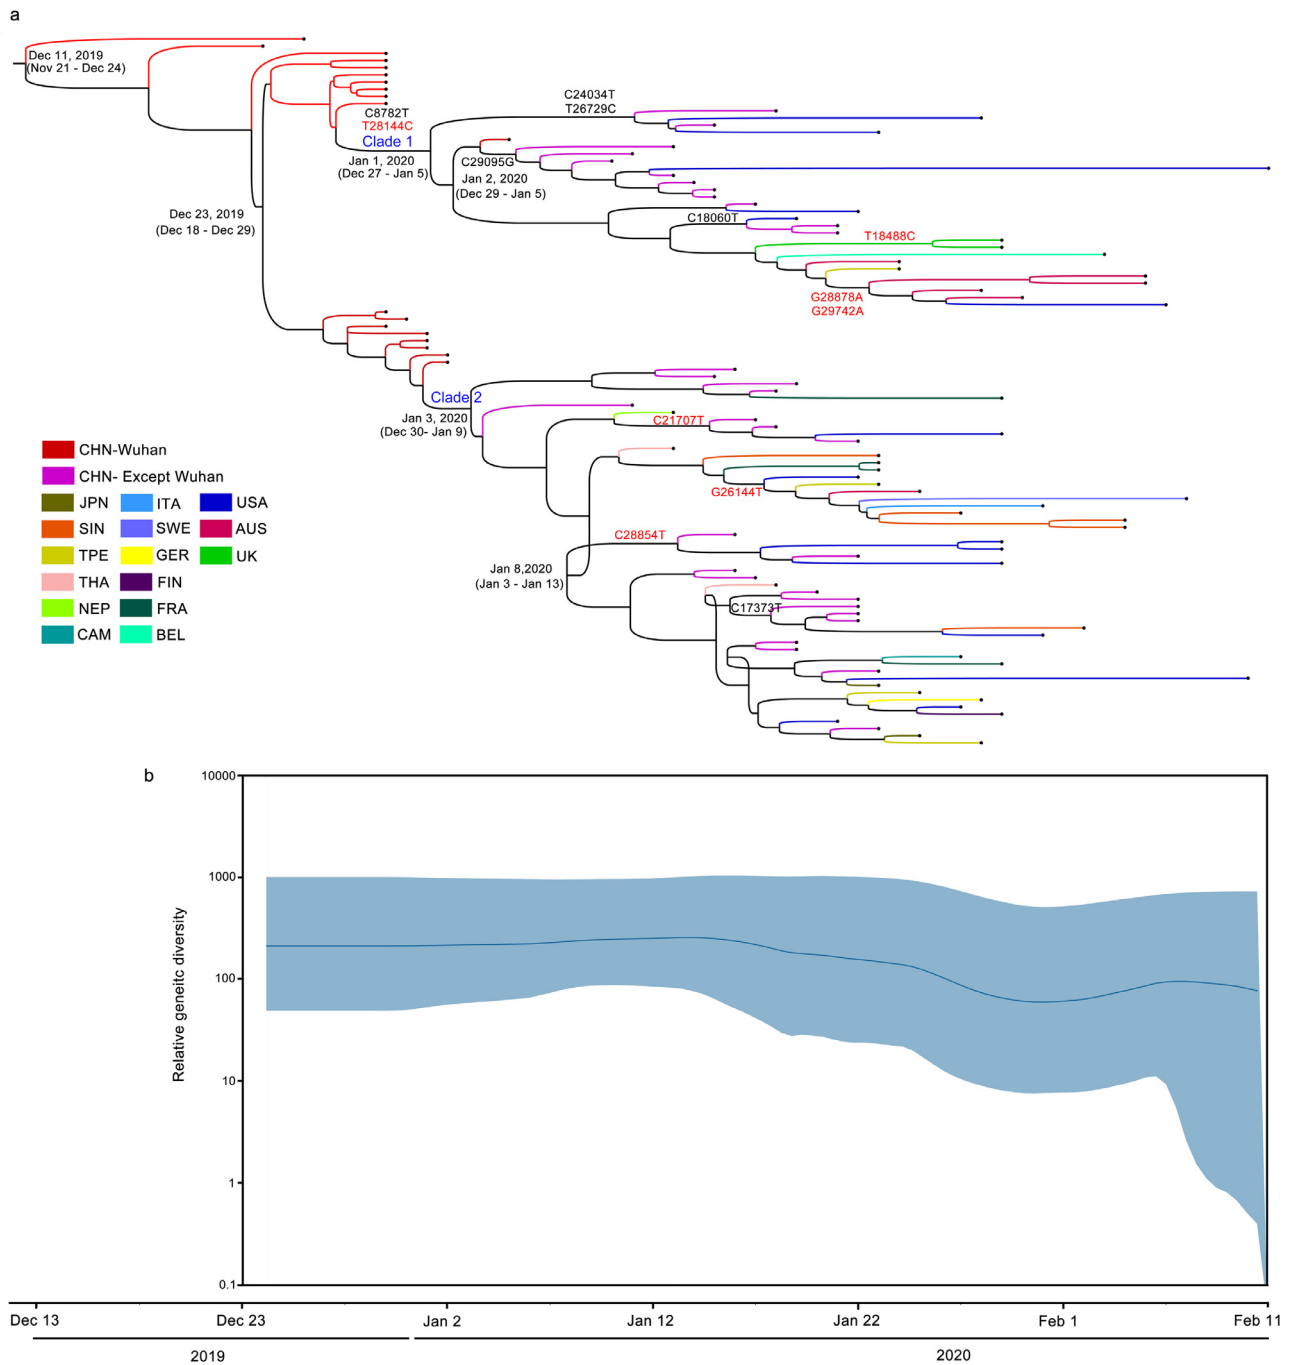 a
Dec 11, 2019
(Nov 21 - Dec 24)
C24034T
T26729C
C8782T
T28144C
Clade 1
Jan 1, 2020
(Dec 27 - Jan 5)
C29095G
Jan 2, 2020
(Dec 29 - Jan 5)
Dec 23, 2019
(Dec 18 - Dec 29)
C18060T
T18488C
G28878A
G29742A
Clade 2
Jan 3, 2020
(Dec 30- Jan 9)
C21707T
G26144T
C28854T
Jan 8,2020
(Jan 3 - Jan 13)
C17373T
CHN-Wuhan
CHN- Except Wuhan
JPN ITA USA
SIN SWE AUS
TPE GER UK
THA FIN
NEP FRA
CAM BEL
b
10000
1000
100
10
1
0.1
Relative geneitc diversity
Dec 13 Dec 23 Jan 2 Jan 12 Jan 22 Feb 1 Feb 11
2019 2020